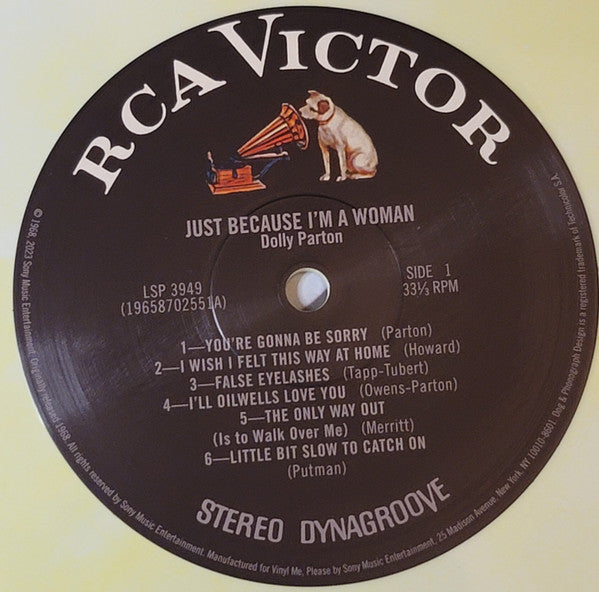 RCA VICTOR
JUST BECAUSE I'M A WOMAN
Dolly Parton
LSP 3949
(19658702551A)
SIDE 1
33⅓ RPM
1—YOU'RE GONNA BE SORRY (Parton)
2—I WISH I FELT THIS WAY AT HOME (Howard)
3—FALSE EYELASHES (Tapp-Tubert)
4—I'LL OILWELLS LOVE YOU (Owens-Parton)
5—THE ONLY WAY OUT
(Is to Walk Over Me) (Merritt)
6—LITTLE BIT SLOW TO CATCH ON
(Putman)
STEREO DYNAGROOVE
© 1968, 2023 Sony Music Entertainment. Originally released 1968. All rights reserved by Sony Music Entertainment. Manufactured for Vinyl Me, Please by Sony Music Entertainment, 25 Madison Avenue, New York, NY 10010-8601. Dog & Phonograph Design is a registered trademark of Technicolor S.A.